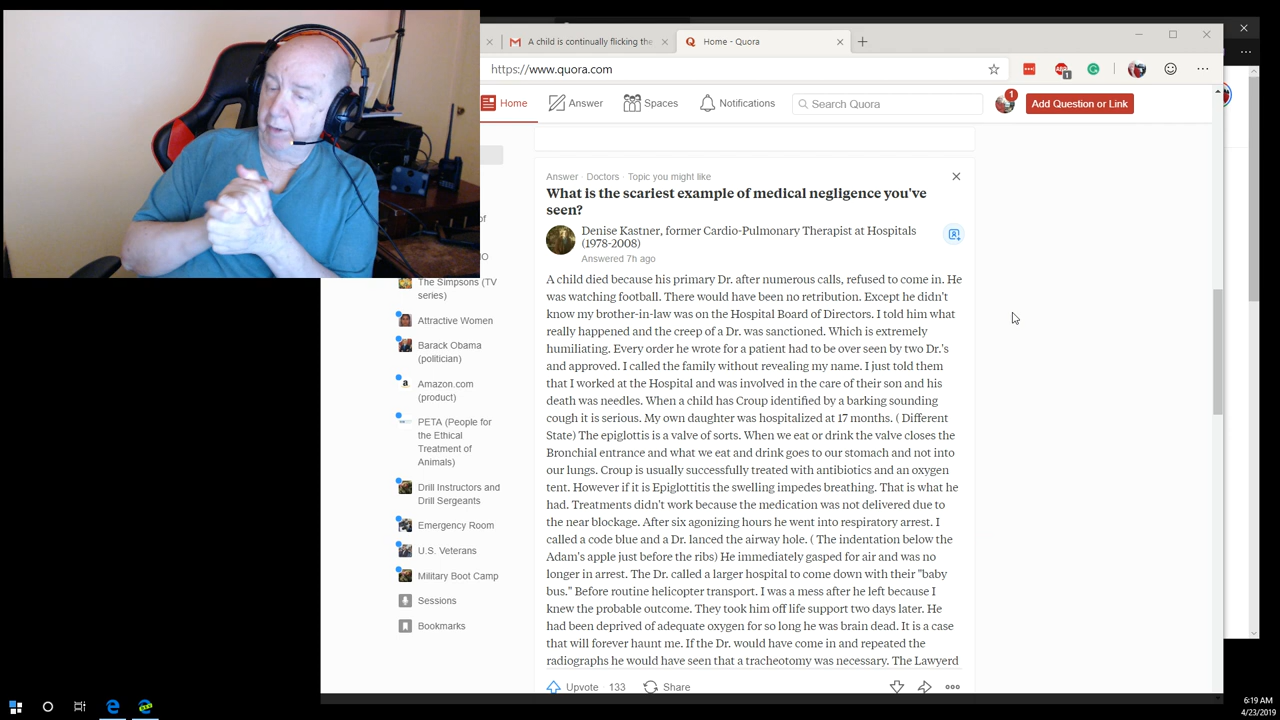 A child is continually flicking the
Home - Quora
https://www.quora.com
1
Home
Answer
Spaces
Notifications
Search Quora
1
Add Question or Link
Answer · Doctors · Topic you might like
What is the scariest example of medical negligence you've
seen?
Denise Kastner, former Cardio-Pulmonary Therapist at Hospitals
(1978-2008)
Answered 7h ago
A child died because his primary Dr. after numerous calls, refused to come in. He
was watching football. There would have been no retribution. Except he didn't
know my brother-in-law was on the Hospital Board of Directors. I told him what
really happened and the creep of a Dr. was sanctioned. Which is extremely
humiliating. Every order he wrote for a patient had to be over seen by two Dr.'s
and approved. I called the family without revealing my name. I just told them
that I worked at the Hospital and was involved in the care of their son and his
death was needles. When a child has Croup identified by a barking sounding
cough it is serious. My own daughter was hospitalized at 17 months. ( Different
State) The epiglottis is a valve of sorts. When we eat or drink the valve closes the
Bronchial entrance and what we eat and drink goes to our stomach and not into
our lungs. Croup is usually successfully treated with antibiotics and an oxygen
tent. However if it is Epiglottitis the swelling impedes breathing. That is what he
had. Treatments didn't work because the medication was not delivered due to
the near blockage. After six agonizing hours he went into respiratory arrest. I
called a code blue and a Dr. lanced the airway hole. ( The indentation below the
Adam's apple just before the ribs) He immediately gasped for air and was no
longer in arrest. The Dr. called a larger hospital to come down with their "baby
bus." Before routine helicopter transport. I was a mess after he left because I
knew the probable outcome. They took him off life support two days later. He
had been deprived of adequate oxygen for so long he was brain dead. It is a case
that will forever haunt me. If the Dr. would have come in and repeated the
radiographs he would have seen that a tracheotomy was necessary. The Lawyerd
Upvote · 133
Share
of
O
The Simpsons (TV
series)
Attractive Women
Barack Obama
(politician)
Amazon.com
(product)
PETA (People for
the Ethical
Treatment of
Animals)
Drill Instructors and
Drill Sergeants
Emergency Room
U.S. Veterans
Military Boot Camp
Sessions
Bookmarks
6:19 AM
4/23/2019